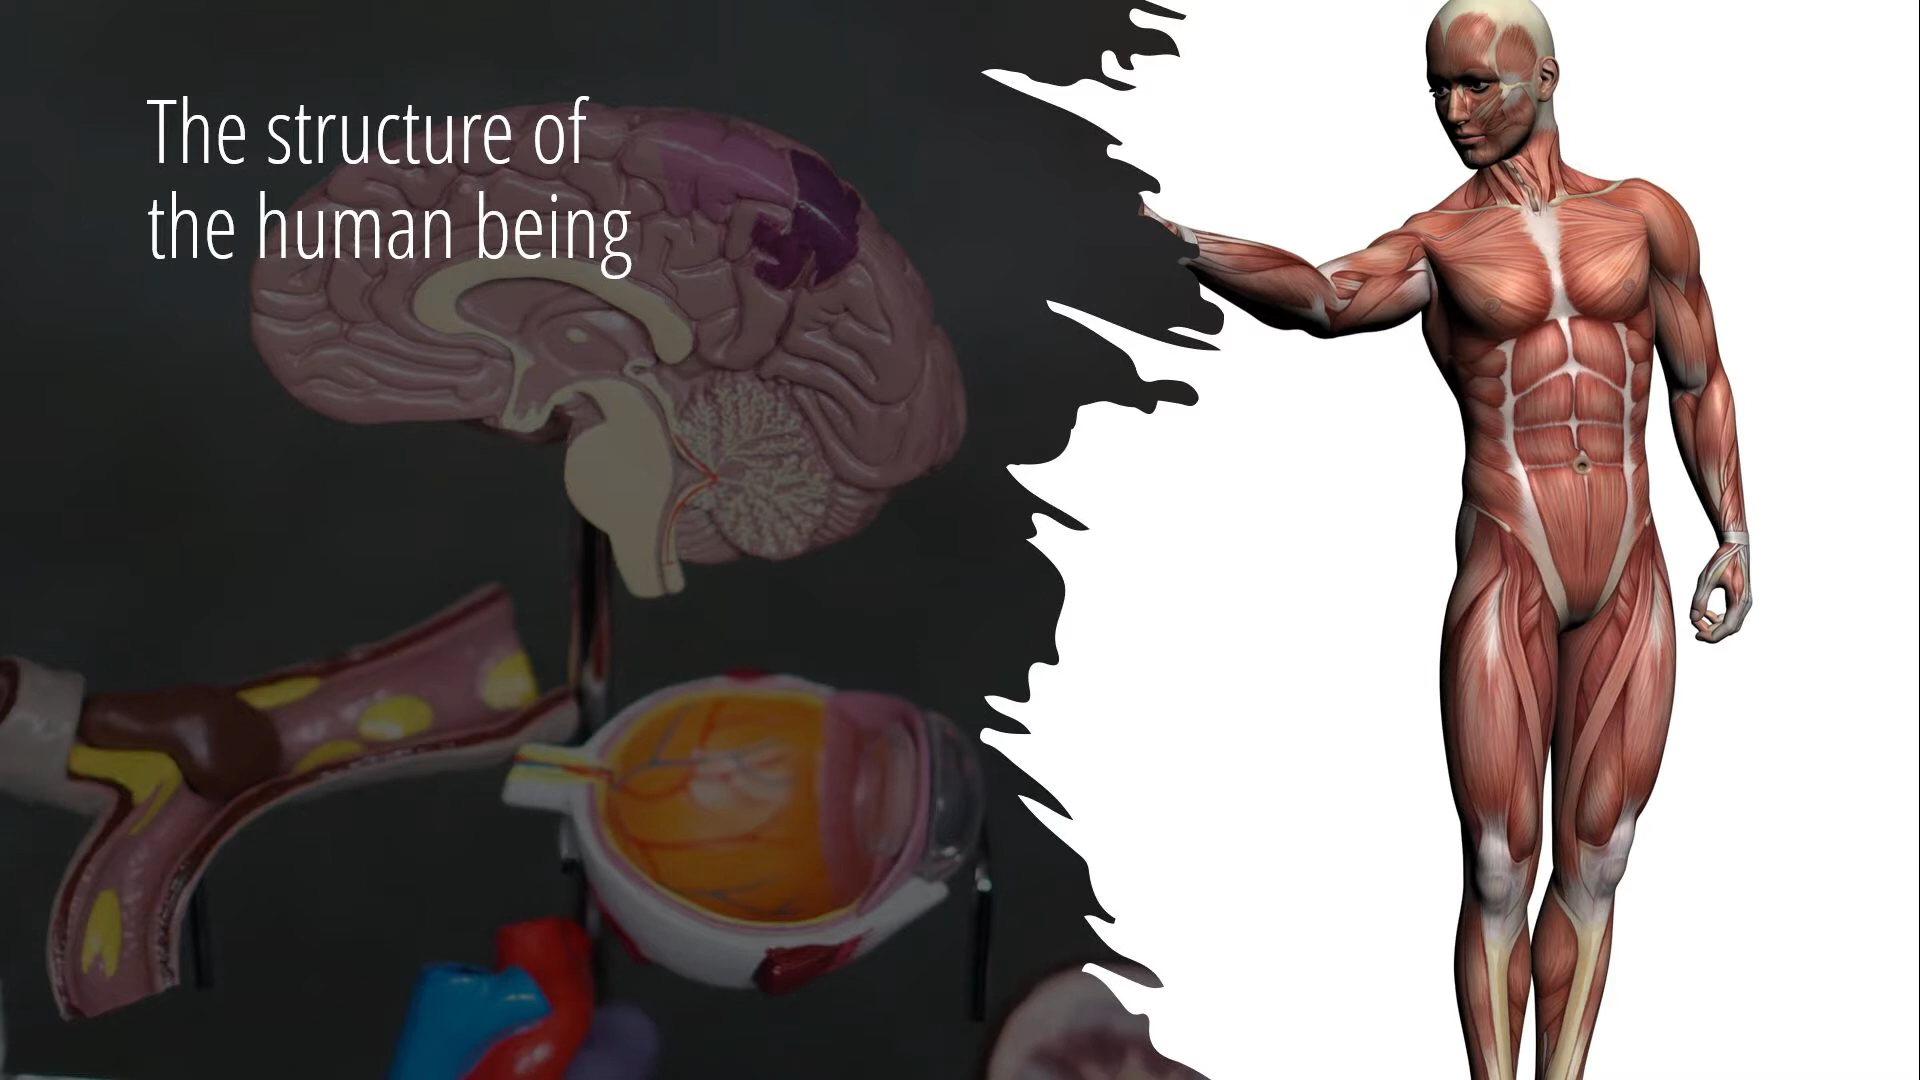 The structure of
the human being